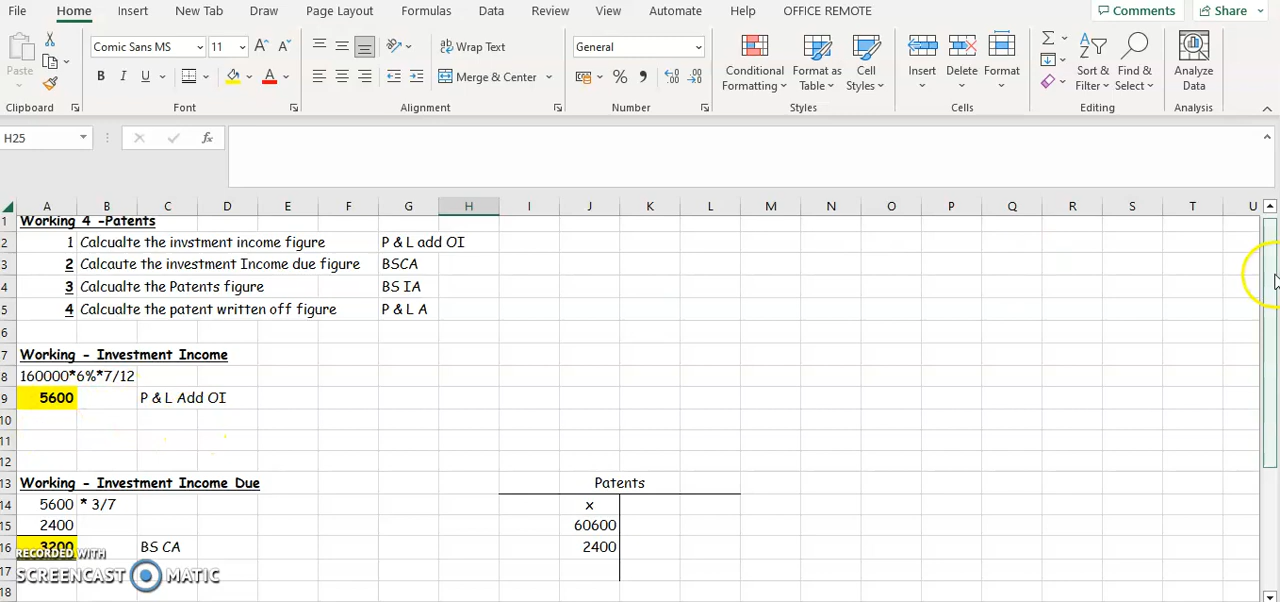 File Home Insert New Tab Draw Page Layout Formulas Data Review View Automate Help OFFICE REMOTE Comments Share
Paste Comic Sans MS 11 A A Wrap Text General Conditional Format as Cell Insert Delete Format Sort & Find & Analyze
B I U A Merge & Center % Formatting Table Styles Filter Select Data
Clipboard Font Alignment Number Styles Cells Editing Analysis
H25 fx
A B C D E F G H I J K L M N O P Q R S T U
1 Working 4 -Patents
2 1 Calcualte the invstment income figure P & L add OI
3 2 Calcaute the investment Income due figure BSCA
4 3 Calcualte the Patents figure BS IA
5 4 Calcualte the patent written off figure P & L A
6
7 Working - Investment Income
8 160000*6%*7/12
9 5600 P & L Add OI
10
11
12
13 Working - Investment Income Due Patents
14 5600 * 3/7 x
15 2400 60600
16 3200 BS CA 2400
RECORDED WITH
17
SCREENCAST MATIC
18